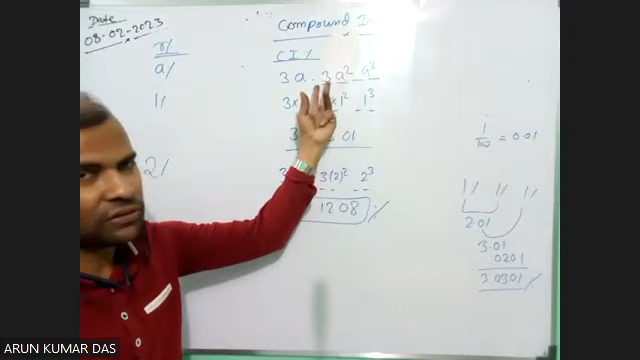 Date
08-02-2023
Compound I
r%
CI%
a%
3a . 3a² a³
1%
3× ×1² 1³
3 01
2%
3(2)² 2³
1208 %
1/100 = 0.01
1% 1% 1%
2.01
3.01
.0201
3.0301 %
ARUN KUMAR DAS